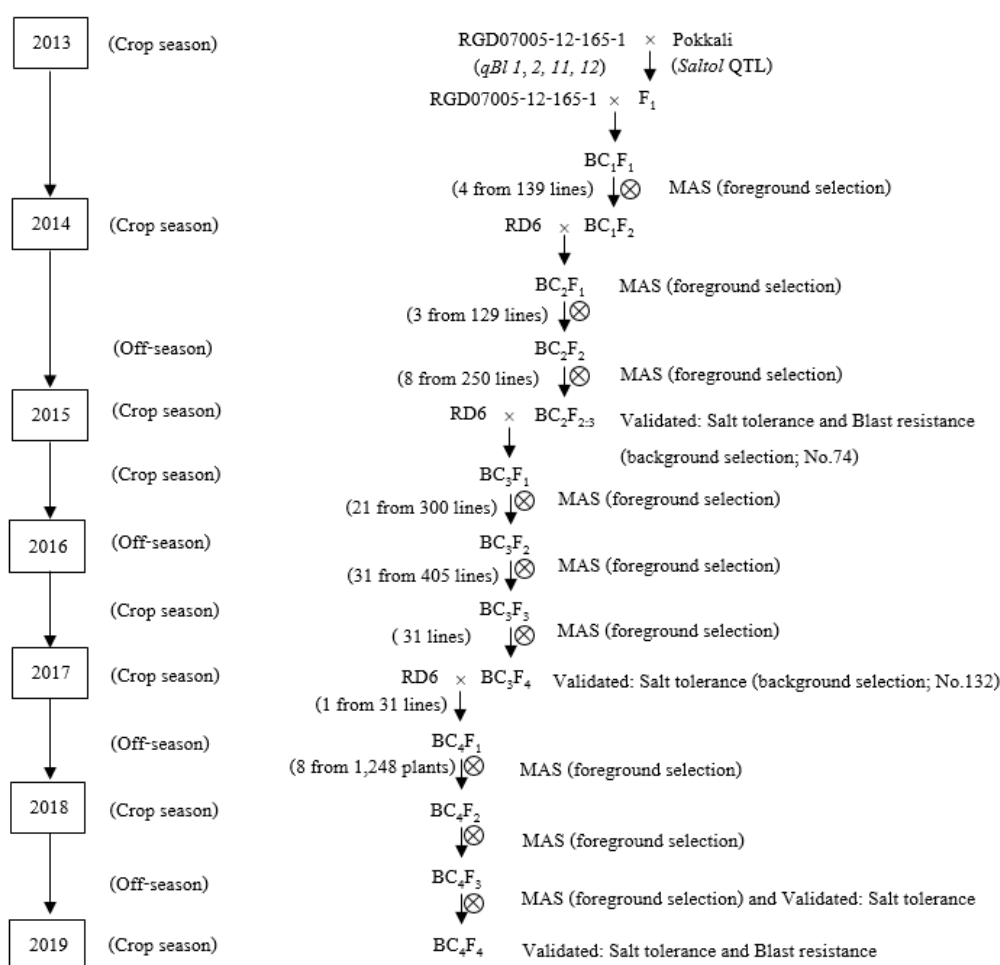 2013 (Crop season) RGD07005-12-165-1 × Pokkali
(qBl 1, 2, 11, 12) (Saltol QTL)
RGD07005-12-165-1 × F1
BC1F1
(4 from 139 lines) MAS (foreground selection)
2014 (Crop season) RD6 × BC1F2
BC2F1 MAS (foreground selection)
(3 from 129 lines)
(Off-season) BC2F2
(8 from 250 lines) MAS (foreground selection)
2015 (Crop season) RD6 × BC2F2:3 Validated: Salt tolerance and Blast resistance
(background selection; No.74)
(Crop season) BC3F1
(21 from 300 lines) MAS (foreground selection)
2016 (Off-season) BC3F2
(31 from 405 lines) MAS (foreground selection)
(Crop season) BC3F3
( 31 lines) MAS (foreground selection)
2017 (Crop season) RD6 × BC3F4 Validated: Salt tolerance (background selection; No.132)
(1 from 31 lines)
(Off-season) BC4F1
(8 from 1,248 plants) MAS (foreground selection)
2018 (Crop season) BC4F2
MAS (foreground selection)
(Off-season) BC4F3
MAS (foreground selection) and Validated: Salt tolerance
2019 (Crop season) BC4F4 Validated: Salt tolerance and Blast resistance